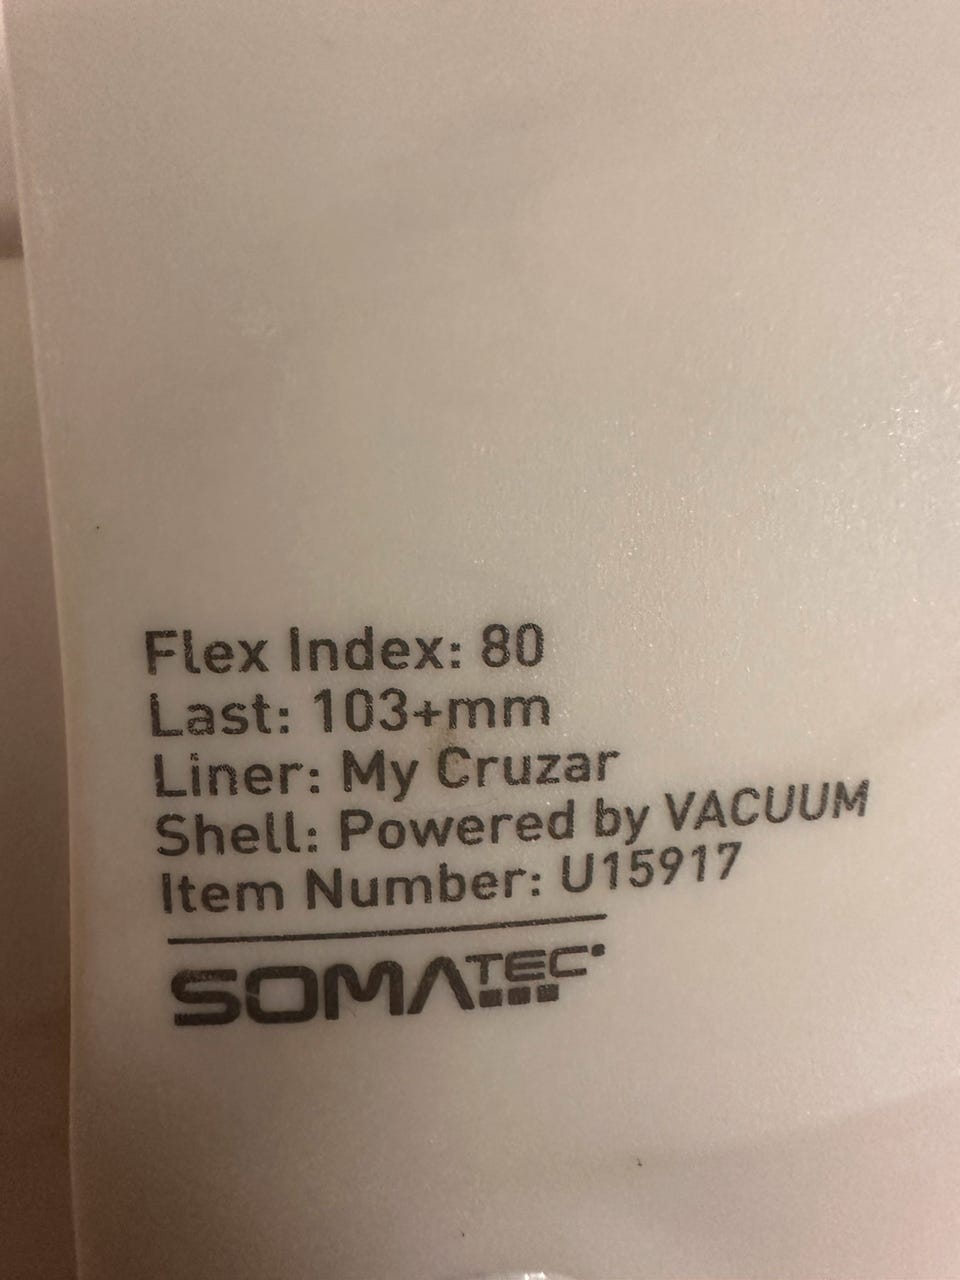 Flex Index: 80
Last: 103+mm
Liner: My Cruzar
Shell: Powered by VACUUM
Item Number: U15917
SOMATEC